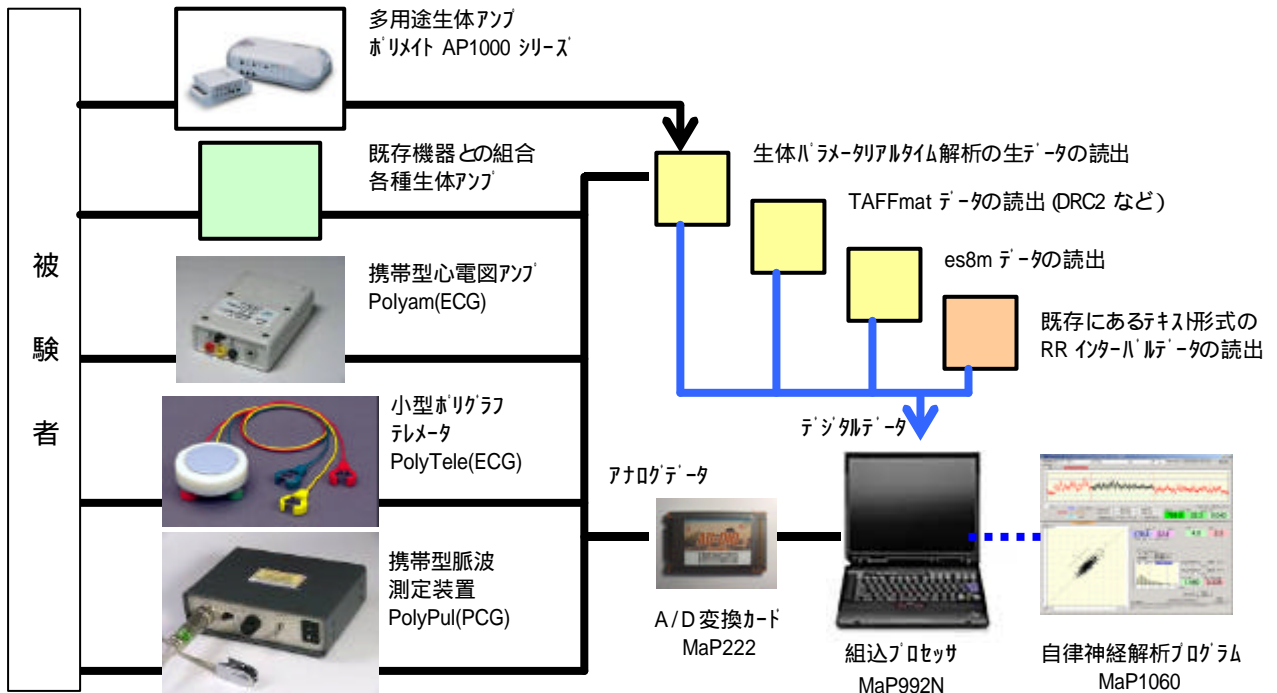 多用途生体ｱﾝﾌﾟ
ﾎﾟﾘﾒｲﾄ AP1000 ｼﾘｰｽﾞ
既存機器との組合
各種生体ｱﾝﾌﾟ
被
験
者
携帯型心電図ｱﾝﾌﾟ
Polyam(ECG)
小型ﾎﾟﾘｸﾞﾗﾌ
ﾃﾚﾒｰﾀ
PolyTele(ECG)
携帯型脈波
測定装置
PolyPul(PCG)
生体ﾊﾟﾗﾒｰﾀﾘｱﾙﾀｲﾑ解析の生ﾃﾞｰﾀの読出
TAFFmat ﾃﾞｰﾀの読出 (DRC2 など)
es8m ﾃﾞｰﾀの読出
既存にあるﾃｷｽﾄ形式の
RR ｲﾝﾀｰﾊﾞﾙﾃﾞｰﾀの読出
ﾃﾞｼﾞﾀﾙﾃﾞｰﾀ
ｱﾅﾛｸﾞﾃﾞｰﾀ
A/D 変換ｶｰﾄﾞ
MaP222
組込ﾌﾟﾛｾｯｻ
MaP992N
自律神経解析ﾌﾟﾛｸﾞﾗﾑ
MaP1060